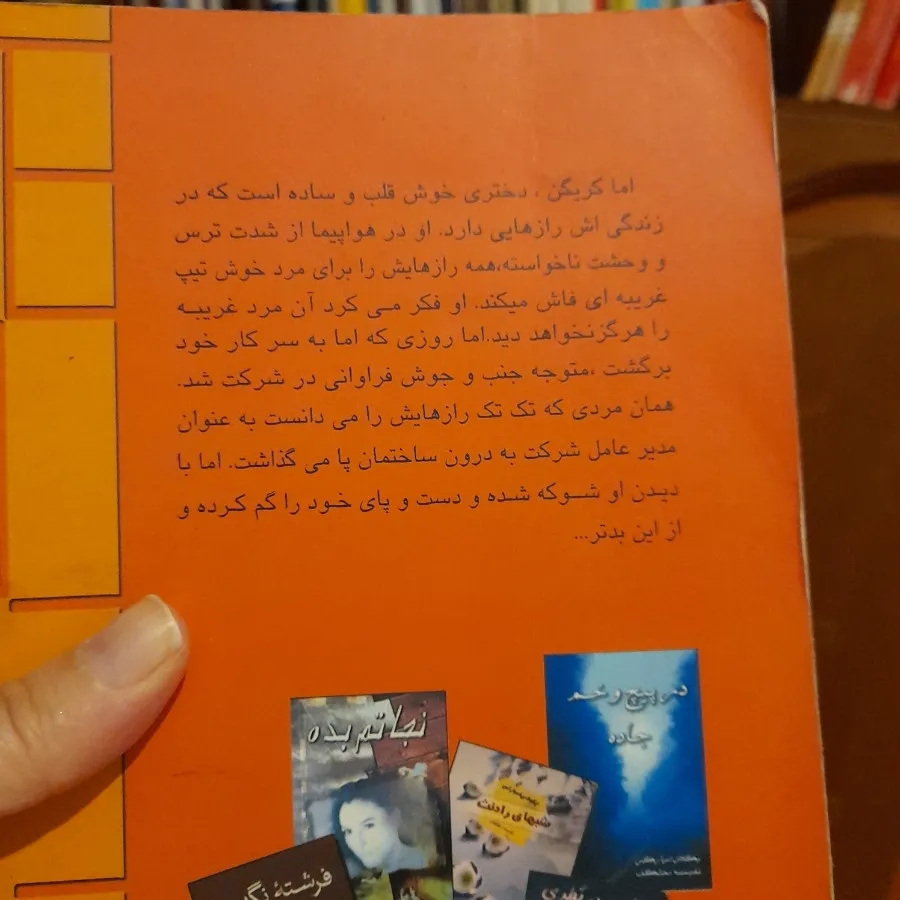 اما کریگن ، دختری خوش قلب و ساده است که در
زندگی اش رازهایی دارد. او در هواپیما از شدت ترس
و وحشت ناخواسته،همه رازهایش را برای مرد خوش تیپ
غریبه ای فاش میکند. او فکر می کرد آن مرد غریبه
را هرگزنخواهد دید.اما روزی که اما به سر کار خود
برگشت ،متوجه جنب و جوش فراوانی در شرکت شد.
همان مردی که تک تک رازهایش را می دانست به عنوان
مدیر عامل شرکت به درون ساختمان پا می گذاشت. اما با
دیدن او شوکه شده و دست و پای خود را گم کرده و
از این بدتر...
در پیچ و خم
جاده
نجاتم بده
شبهای رادنث
فرشتهٔ